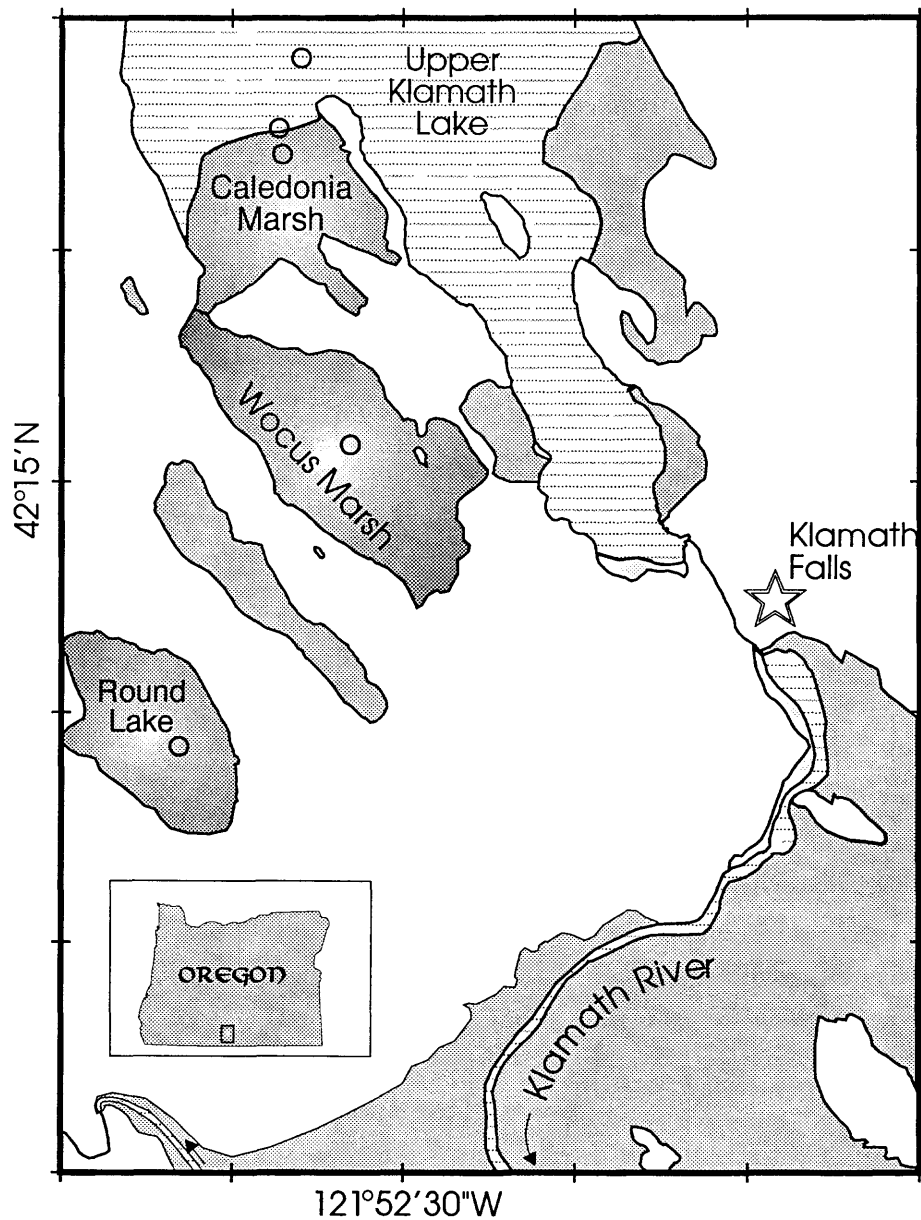 Upper
Klamath
Lake
Caledonia
Marsh
Wocus Marsh
42°15'N
Klamath
Falls
Round
Lake
OREGON
Klamath River
121°52'30"W